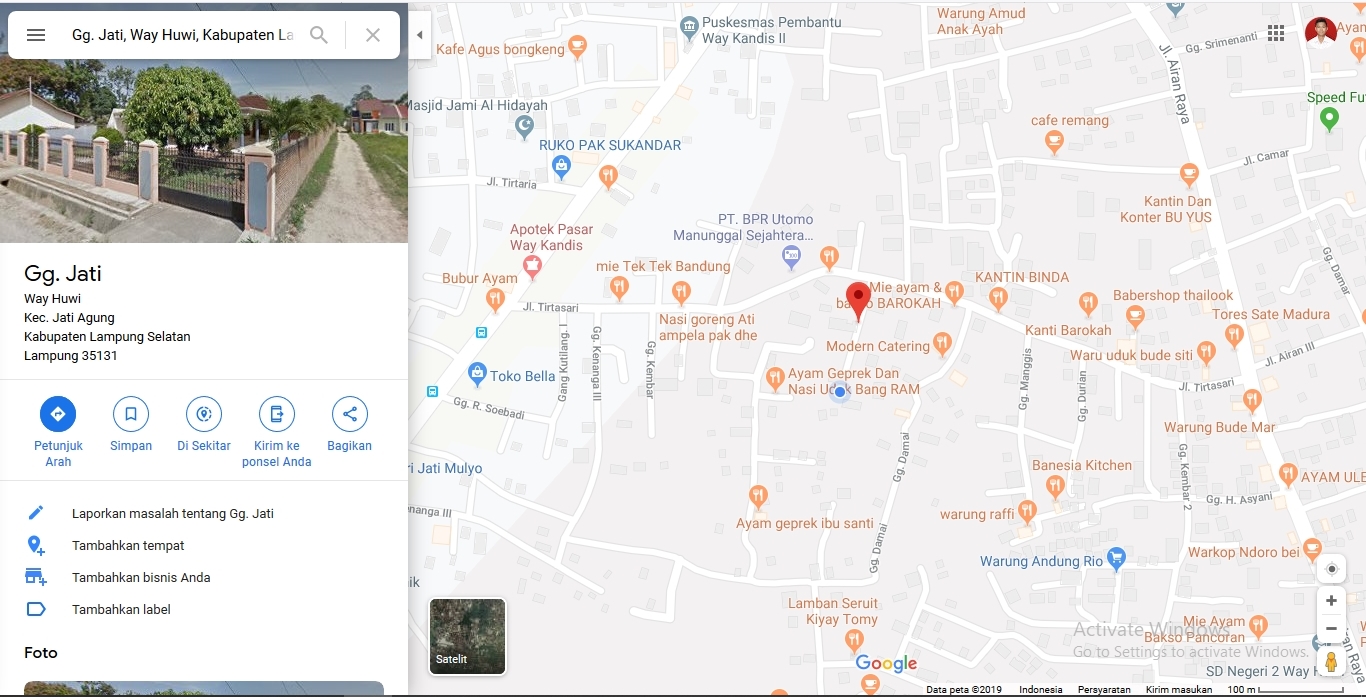 Gg. Jati, Way Huwi, Kabupaten La
Gg. Jati
Way Huwi
Kec. Jati Agung
Kabupaten Lampung Selatan
Lampung 35131
Petunjuk
Arah
Simpan
Di Sekitar
Kirim ke
ponsel Anda
Bagikan
Laporkan masalah tentang Gg. Jati
Tambahkan tempat
Tambahkan bisnis Anda
Tambahkan label
Foto
Puskesmas Pembantu
Way Kandis II
Kafe Agus bongkeng
Warung Amud
Anak Ayah
Gg. Srimenanti
Ayan
Jl. Airan Raya
Masjid Jami Al Hidayah
Speed Fu
cafe remang
RUKO PAK SUKANDAR
Jl. Camar
Jl. Tirtaria
Kantin Dan
Konter BU YUS
PT. BPR Utomo
Manunggal Sejahtera...
Apotek Pasar
Way Kandis
Gg. Damar
mie Tek Tek Bandung
Bubur Ayam
KANTIN BINDA
Mie ayam &
bakso BAROKAH
Babershop thailook
Jl. Tirtasari
Tores Sate Madura
Nasi goreng Ati
ampela pak dhe
Kanti Barokah
Modern Catering
Waru uduk bude siti
Jl. Airan III
Gang Kutilang I
Gg. Kenanga III
Gg. Kembar
Gg. Manggis
Gg. Durian
Toko Bella
Ayam Geprek Dan
Nasi Uduk Bang RAM
Jl. Tirtasari
Gg. R. Soebadi
Warung Bude Mar
Gg. Damai
ri Jati Mulyo
Banesia Kitchen
Gg. Kembar 2
AYAM ULE
Gg. H. Asyani
nanga III
Ayam geprek ibu santi
warung raffi
Gg. Damai
Warung Andung Rio
Warkop Ndoro bei
ik
Lamban Seruit
Kiyay Tomy
Mie Ayam
Bakso Pancoran
Activate Windows
Go to Settings to activate Windows.
Satelit
Google
SD Negeri 2 Way H
Airan Raya
Data peta ©2019
Indonesia
Persyaratan
Kirim masukan
100 m